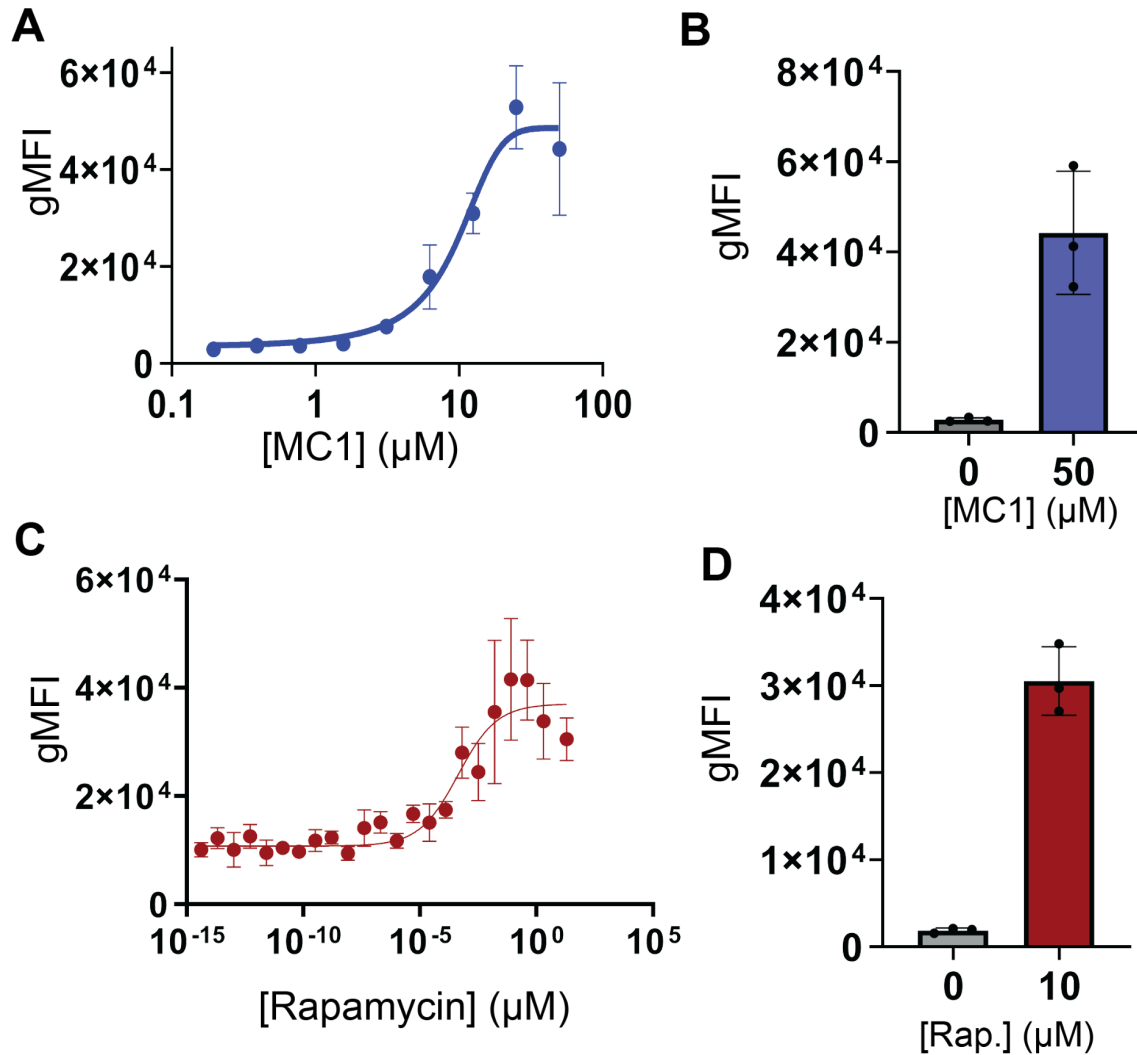 A
gMFI
6×10⁴
4×10⁴
2×10⁴
0
0.1 1 10 100
[MC1] (µM)
B
gMFI
8×10⁴
6×10⁴
4×10⁴
2×10⁴
0
0 50
[MC1] (µM)
C
gMFI
6×10⁴
4×10⁴
2×10⁴
0
10⁻¹⁵ 10⁻¹⁰ 10⁻⁵ 10⁰ 10⁵
[Rapamycin] (µM)
D
gMFI
4×10⁴
3×10⁴
2×10⁴
1×10⁴
0
0 10
[Rap.] (µM)